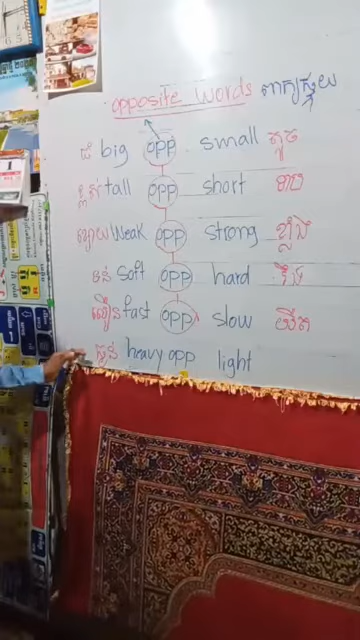 opposite words ពាក្យផ្ទុយ
ធំ big opp small តូច
ខ្ពស់ tall opp short ទាប
ខ្សោយ weak opp strong ខ្លាំង
ទន់ soft opp hard រឹង
លឿន fast opp slow យឺត
ធ្ងន់ heavy opp light